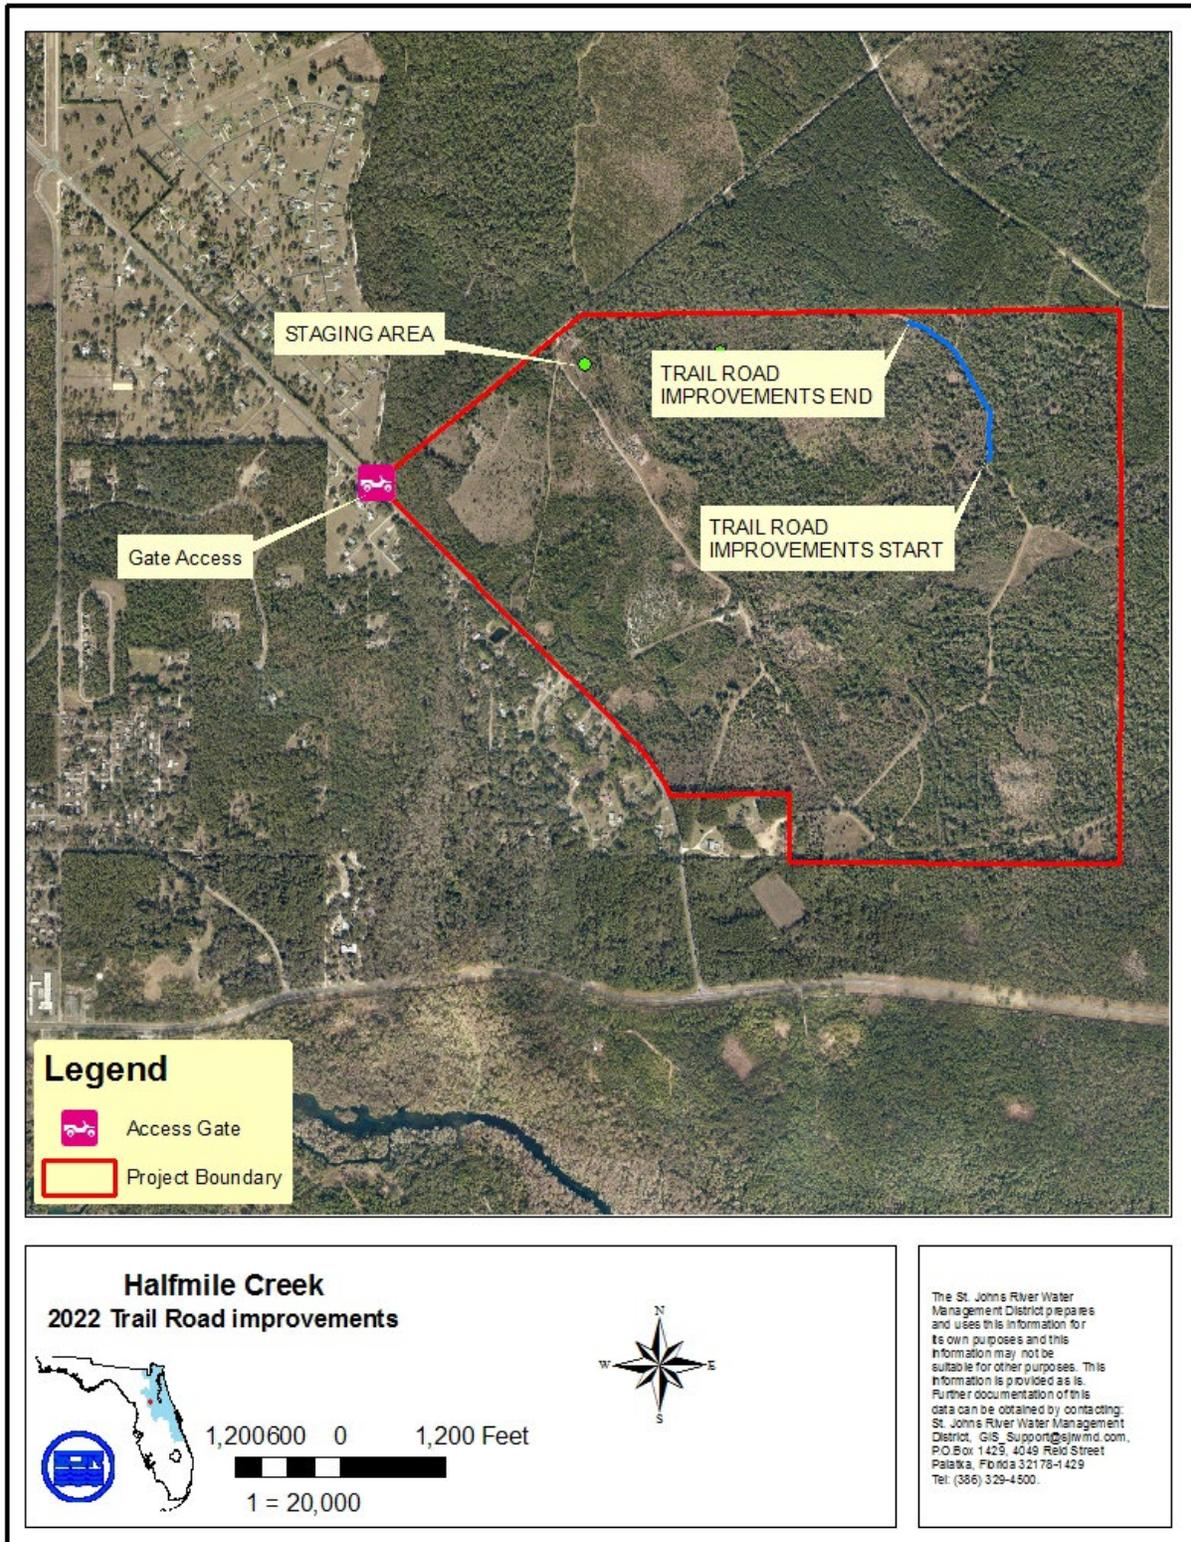 STAGING AREA
TRAIL ROAD
IMPROVEMENTS END
TRAIL ROAD
IMPROVEMENTS START
Gate Access
Legend
Access Gate
Project Boundary
Halfmile Creek
2022 Trail Road improvements
N
W
E
S
1,200600 0 1,200 Feet
1 = 20,000
The St. Johns River Water
Management District prepares
and uses this information for
its own purposes and this
information may not be
suitable for other purposes. This
information is provided as is.
Further documentation of this
data can be obtained by contacting:
St. Johns River Water Management
District, GIS_Support@sjrwmd.com,
P.O.Box 1429, 4049 Reid Street
Palatka, Florida 32178-1429
Tel: (386) 329-4500.